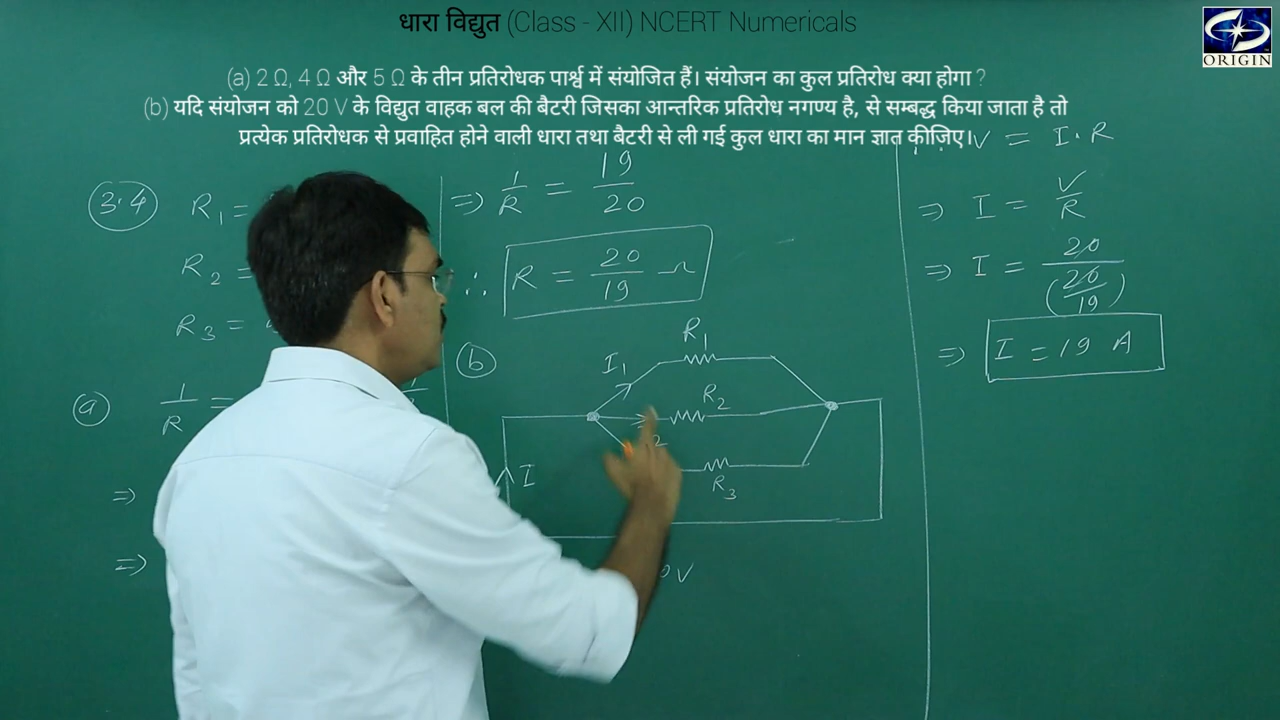 धारा विद्युत (Class - XII) NCERT Numericals
ORIGIN
(a) 2 Ω, 4 Ω और 5 Ω के तीन प्रतिरोधक पार्श्व में संयोजित हैं। संयोजन का कुल प्रतिरोध क्या होगा ?
(b) यदि संयोजन को 20 V के विद्युत वाहक बल की बैटरी जिसका आन्तरिक प्रतिरोध नगण्य है, से सम्बद्ध किया जाता है तो
प्रत्येक प्रतिरोधक से प्रवाहित होने वाली धारा तथा बैटरी से ली गई कुल धारा का मान ज्ञात कीजिए।
3.4
R1 =
R2 =
R3 =
(a) 1/R =
⇒
⇒
⇒ 1/R = 19/20
∴ R = 20/19 Ω
(b)
R1
I1
R2
2
R3
I
0V
V = I . R
⇒ I = V/R
⇒ I = 20/(20/19)
⇒ I = 19 A